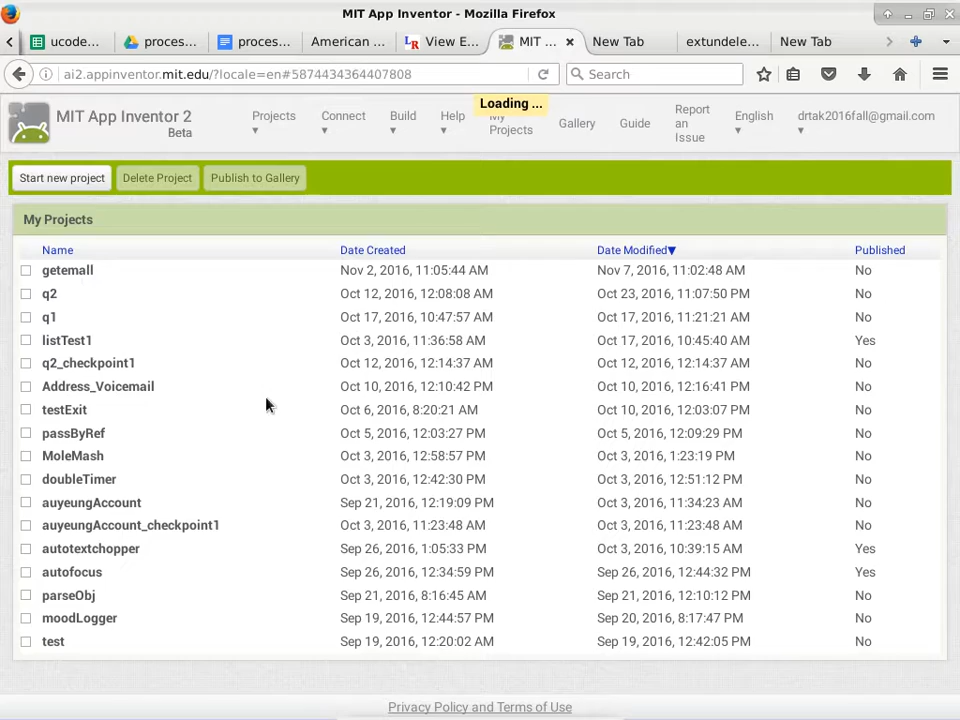 MIT App Inventor - Mozilla Firefox
ucode... proces... proces... American ... View E... MIT ... New Tab extundele... New Tab
ai2.appinventor.mit.edu/?locale=en#5874434364407808 Search
Loading ...
MIT App Inventor 2
Beta
Projects Connect Build Help My Projects Gallery Guide Report an Issue English drtak2016fall@gmail.com
Start new project Delete Project Publish to Gallery
My Projects
Name Date Created Date Modified▼ Published
getemall Nov 2, 2016, 11:05:44 AM Nov 7, 2016, 11:02:48 AM No
q2 Oct 12, 2016, 12:08:08 AM Oct 23, 2016, 11:07:50 PM No
q1 Oct 17, 2016, 10:47:57 AM Oct 17, 2016, 11:21:21 AM No
listTest1 Oct 3, 2016, 11:36:58 AM Oct 17, 2016, 10:45:40 AM Yes
q2_checkpoint1 Oct 12, 2016, 12:14:37 AM Oct 12, 2016, 12:14:37 AM No
Address_Voicemail Oct 10, 2016, 12:10:42 PM Oct 10, 2016, 12:16:41 PM No
testExit Oct 6, 2016, 8:20:21 AM Oct 10, 2016, 12:03:07 PM No
passByRef Oct 5, 2016, 12:03:27 PM Oct 5, 2016, 12:09:29 PM No
MoleMash Oct 3, 2016, 12:58:57 PM Oct 3, 2016, 1:23:19 PM No
doubleTimer Oct 3, 2016, 12:42:30 PM Oct 3, 2016, 12:51:12 PM No
auyeungAccount Sep 21, 2016, 12:19:09 PM Oct 3, 2016, 11:34:23 AM No
auyeungAccount_checkpoint1 Oct 3, 2016, 11:23:48 AM Oct 3, 2016, 11:23:48 AM No
autotextchopper Sep 26, 2016, 1:05:33 PM Oct 3, 2016, 10:39:15 AM Yes
autofocus Sep 26, 2016, 12:34:59 PM Sep 26, 2016, 12:44:32 PM Yes
parseObj Sep 21, 2016, 8:16:45 AM Sep 21, 2016, 12:10:12 PM No
moodLogger Sep 19, 2016, 12:44:57 PM Sep 20, 2016, 8:17:47 PM No
test Sep 19, 2016, 12:20:02 AM Sep 19, 2016, 12:42:05 PM No
Privacy Policy and Terms of Use